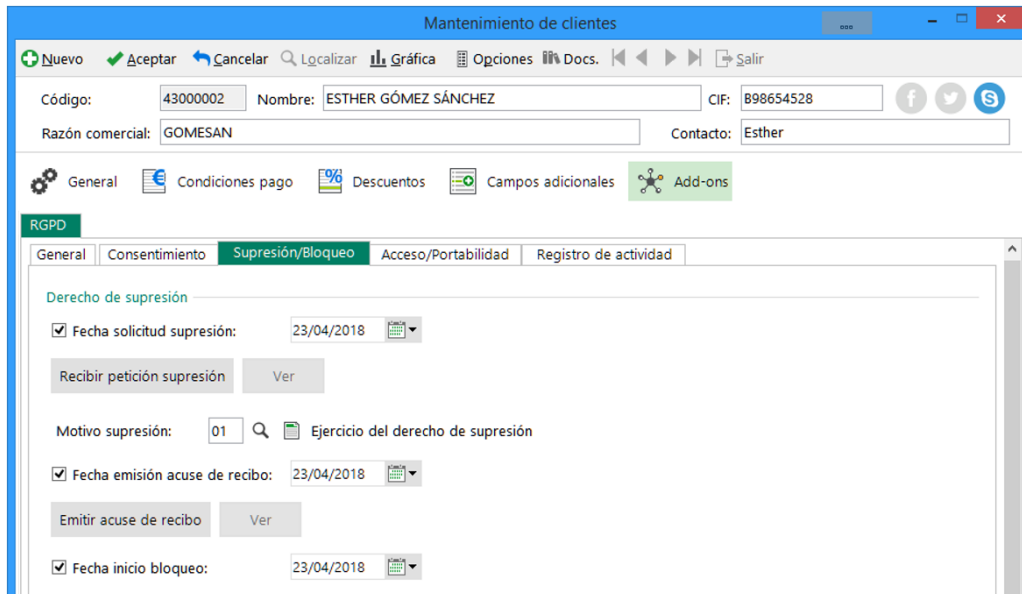 Mantenimiento de clientes
Nuevo Aceptar Cancelar Localizar Gráfica Opciones Docs. Salir
Código: 43000002 Nombre: ESTHER GÓMEZ SÁNCHEZ CIF: B98654528
Razón comercial: GOMESAN Contacto: Esther
General Condiciones pago Descuentos Campos adicionales Add-ons
RGPD
General Consentimiento Supresión/Bloqueo Acceso/Portabilidad Registro de actividad
Derecho de supresión
Fecha solicitud supresión: 23/04/2018
Recibir petición supresión Ver
Motivo supresión: 01 Ejercicio del derecho de supresión
Fecha emisión acuse de recibo: 23/04/2018
Emitir acuse de recibo Ver
Fecha inicio bloqueo: 23/04/2018